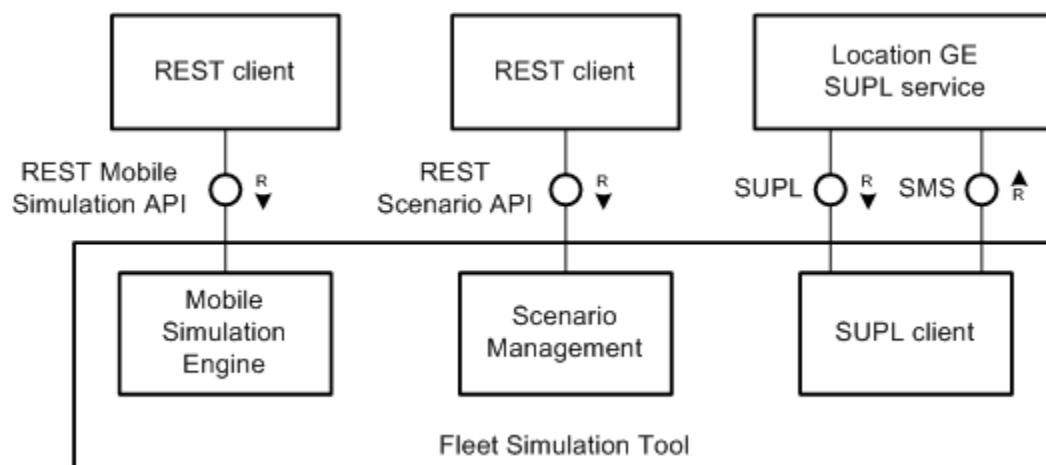 REST client
REST client
Location GE
SUPL service
REST Mobile
Simulation API
R
REST
Scenario API
R
SUPL
R
SMS
R
Mobile
Simulation
Engine
Scenario
Management
SUPL client
Fleet Simulation Tool